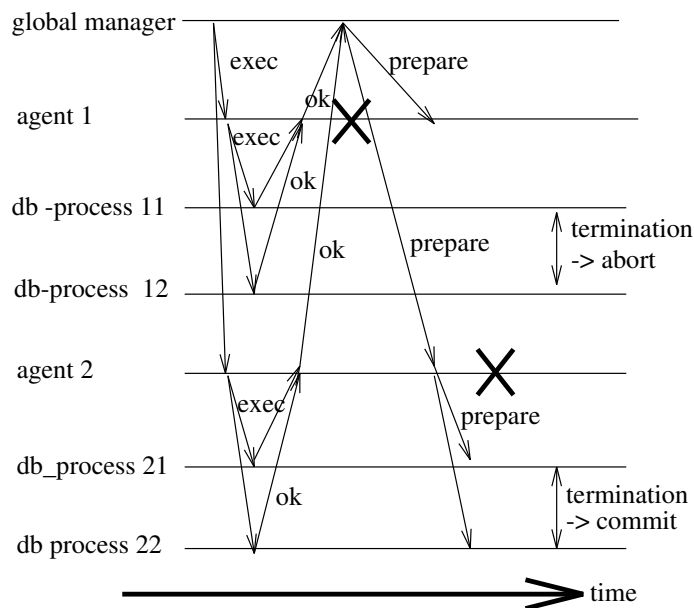 global manager
exec
prepare
agent 1
ok
exec
ok
db -process 11
termination
-> abort
prepare
ok
db-process 12
agent 2
exec
prepare
db_process 21
termination
-> commit
ok
db process 22
time